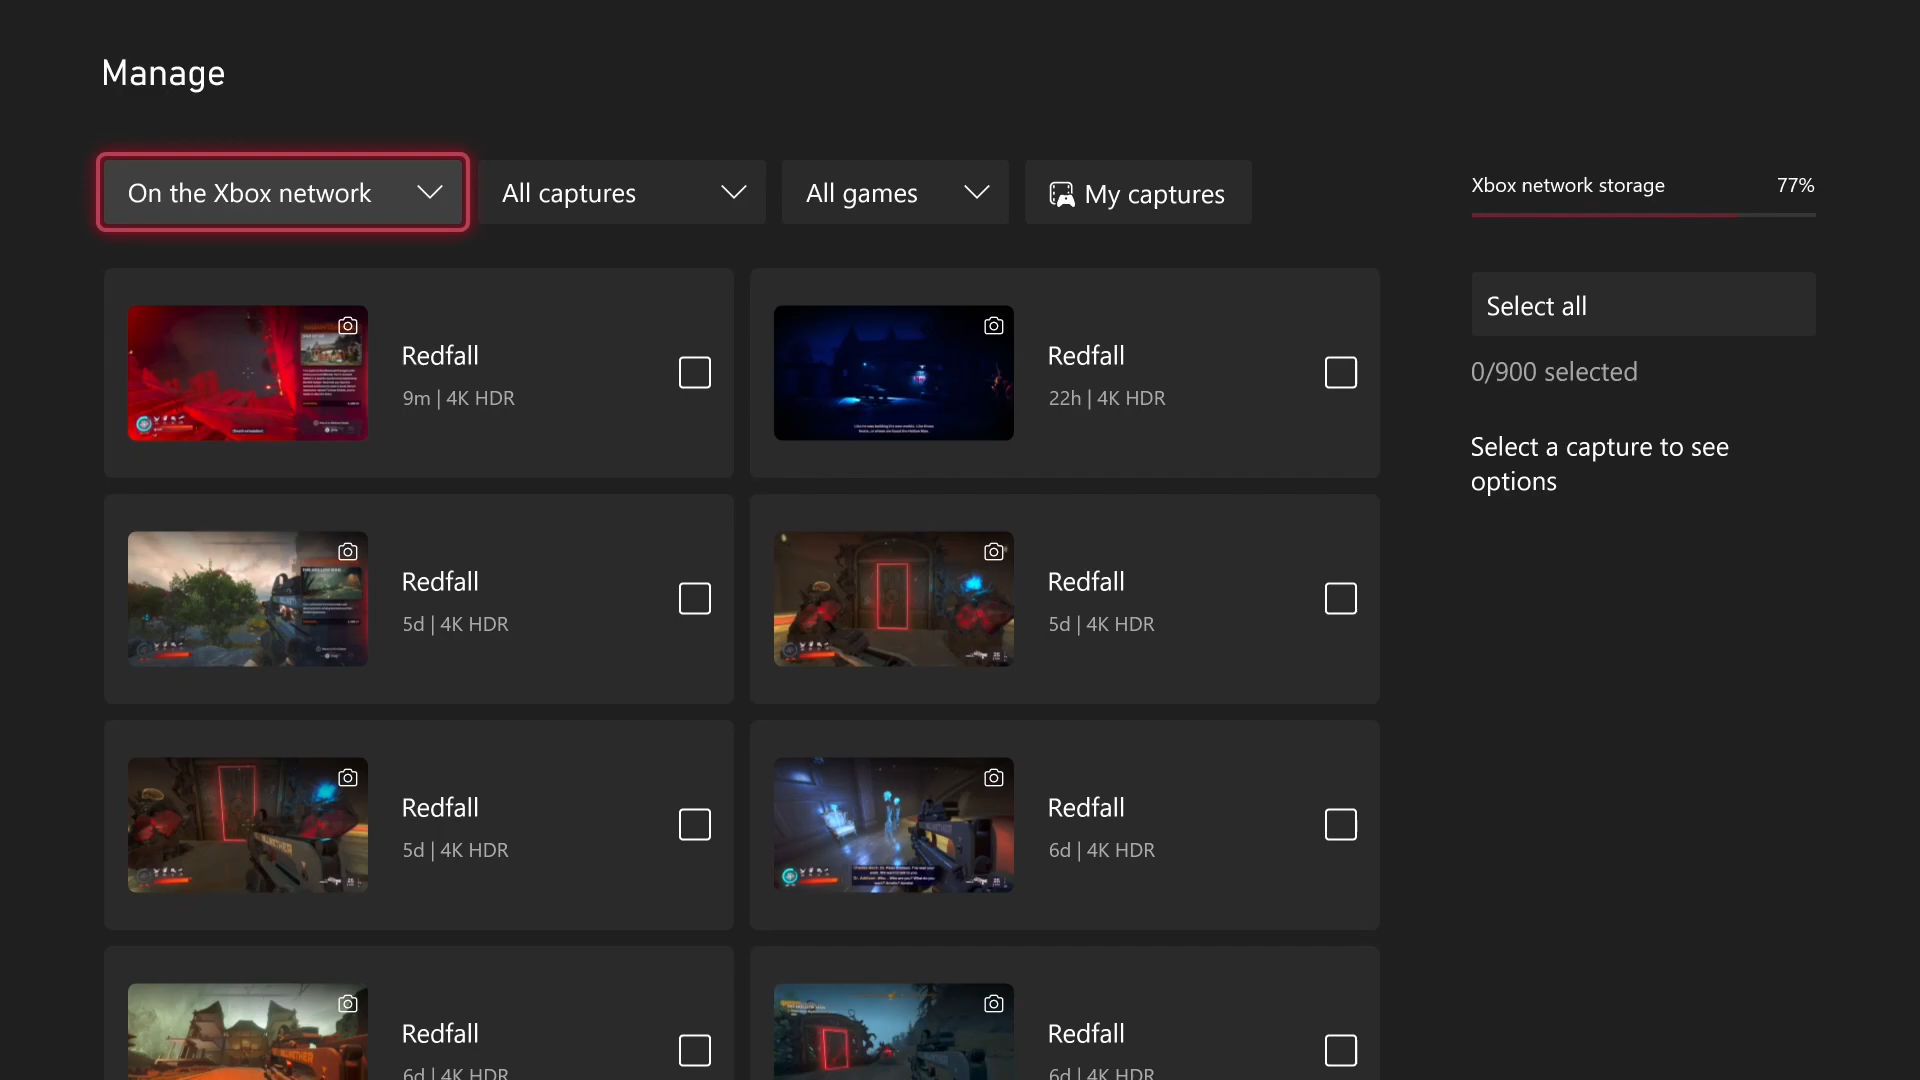 Manage
On the Xbox network
All captures
All games
My captures
Xbox network storage 77%
Select all
0/900 selected
Select a capture to see
options
Redfall
9m | 4K HDR
Redfall
22h | 4K HDR
Redfall
5d | 4K HDR
Redfall
5d | 4K HDR
Redfall
5d | 4K HDR
Redfall
6d | 4K HDR
Redfall
6d | 4K HDR
Redfall
6d | 4K HDR